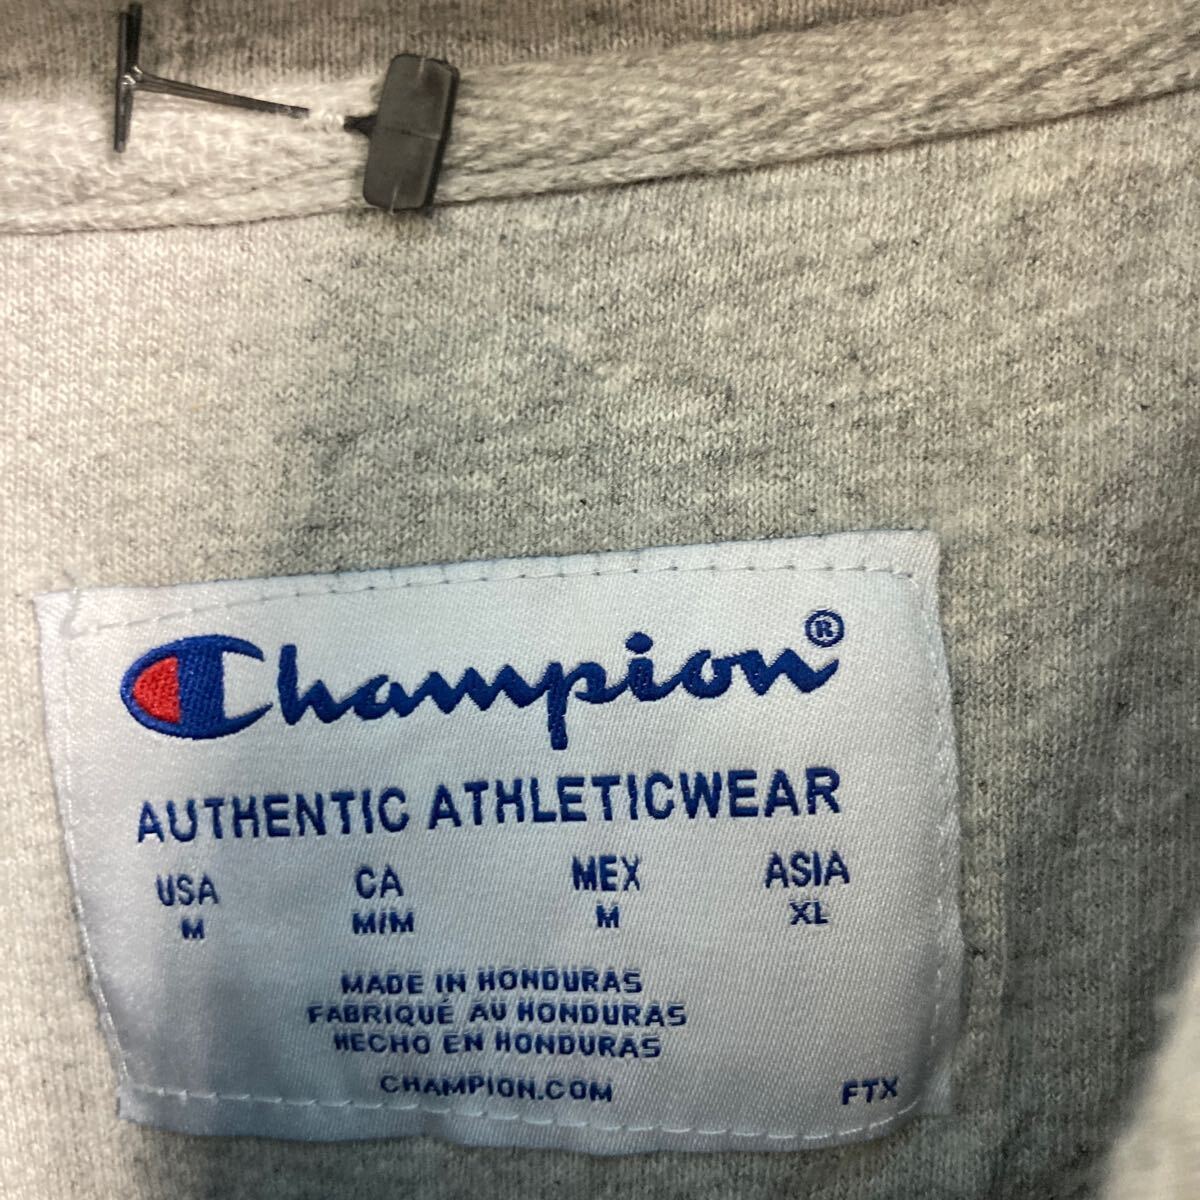 Champion®
AUTHENTIC ATHLETICWEAR
USA CA MEX ASIA
M M/M M XL
MADE IN HONDURAS
FABRIQUÉ AU HONDURAS
HECHO EN HONDURAS
CHAMPION.COM FTX